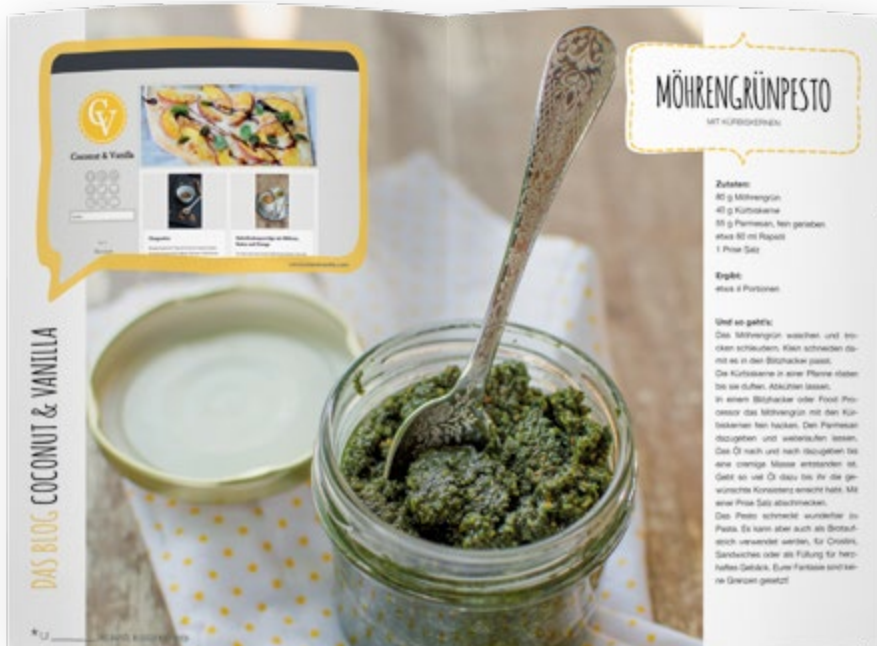 CV
Coconut & Vanilla
DAS BLOG COCONUT & VANILLA
MÖHRENGRÜNPESTO
MIT KÜRBISKERNEN
Zutaten:
80 g Möhrengrün
40 g Kürbiskerne
55 g Parmesan, fein gerieben
etwa 80 ml Rapsöl
1 Prise Salz
Ergibt:
etwa 4 Portionen
Und so geht's:
Das Möhrengrün waschen und tro-
cken schleudern. Klein schneiden da-
mit es in den Blitzhacker passt.
Die Kürbiskerne in einer Pfanne rösten
bis sie duften. Abkühlen lassen.
In einem Blitzhacker oder Food Pro-
cessor das Möhrengrün mit den Kür-
biskernen fein hacken. Den Parmesan
dazugeben und weiterlaufen lassen.
Das Öl nach und nach dazugeben bis
eine cremige Masse entstanden ist.
Gebt so viel Öl dazu bis ihr die ge-
wünschte Konsistenz erreicht habt. Mit
einer Prise Salz abschmecken.
Das Pesto schmeckt wunderbar zu
Pasta. Es kann aber auch als Brotauf-
strich verwendet werden, für Crostini,
Sandwiches oder als Füllung für herz-
haftes Gebäck. Eurer Fantasie sind kei-
ne Grenzen gesetzt!